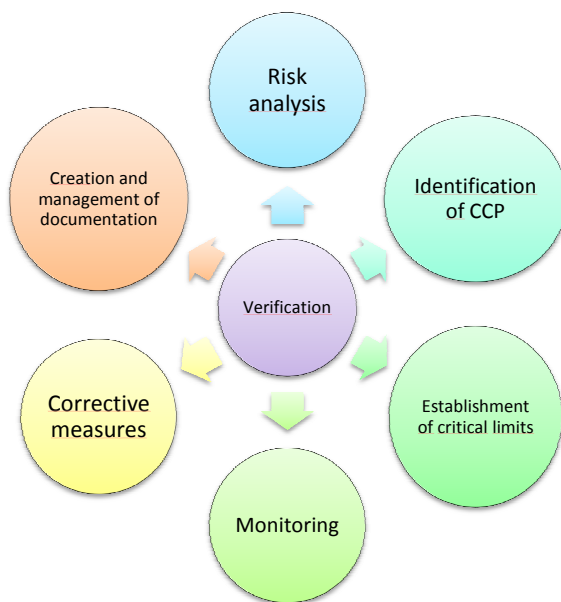 Risk
analysis
Identification
of CCP
Establishment
of critical limits
Monitoring
Corrective
measures
Creation and
management of
documentation
Verification